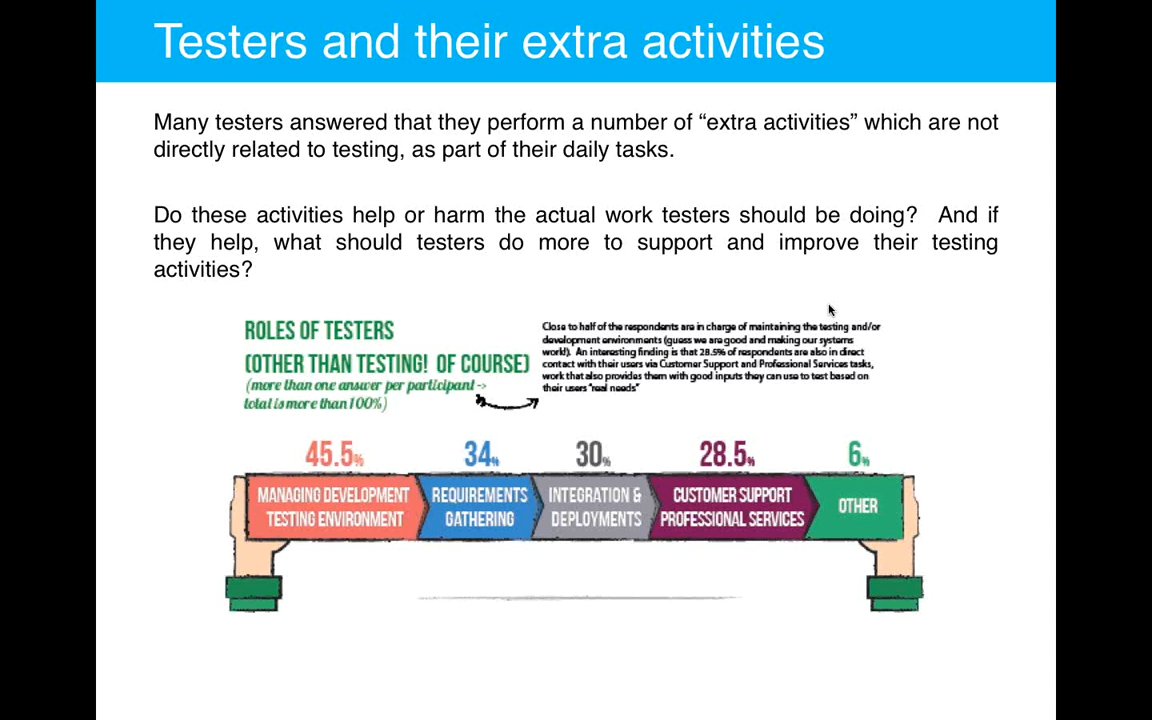 Testers and their extra activities
Many testers answered that they perform a number of “extra activities” which are not
directly related to testing, as part of their daily tasks.
Do these activities help or harm the actual work testers should be doing? And if
they help, what should testers do more to support and improve their testing
activities?
ROLES OF TESTERS
(OTHER THAN TESTING! OF COURSE)
(more than one answer per participant ->
total is more than 100%)
Close to half of the respondents are in charge of maintaining the testing and/or
development environments (guess we are good and making our systems
work!). An interesting finding is that 28.5% of respondents are also in direct
contact with their users via Customer Support and Professional Services tasks,
work that also provides them with good inputs they can use to test based on
their users "real needs"
45.5%
34%
30%
28.5%
6%
MANAGING DEVELOPMENT
TESTING ENVIRONMENT
REQUIREMENTS
GATHERING
INTEGRATION &
DEPLOYMENTS
CUSTOMER SUPPORT
PROFESSIONAL SERVICES
OTHER